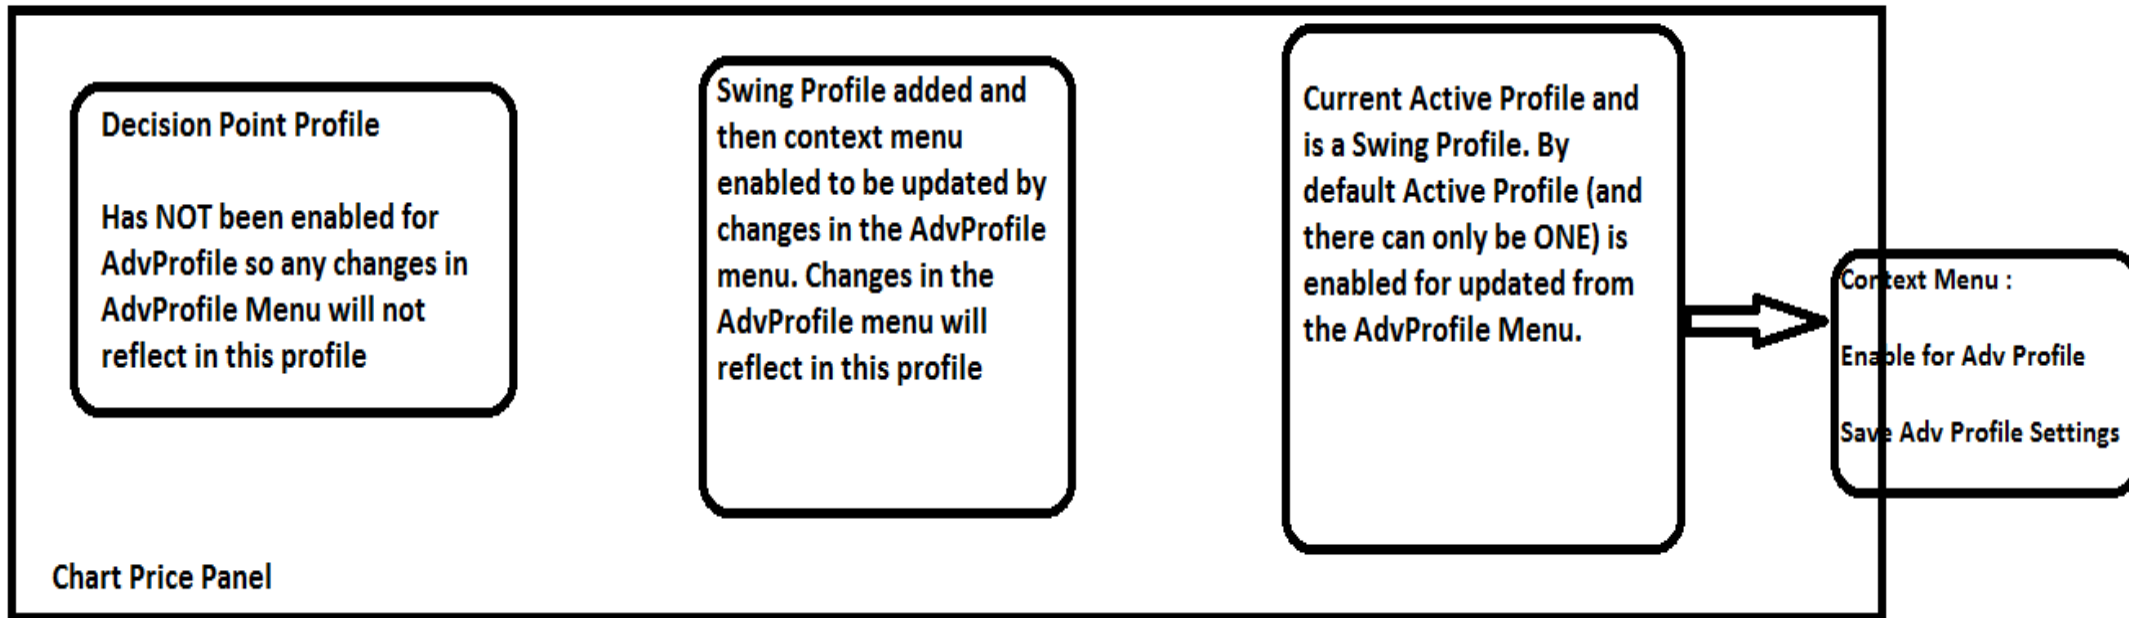 Decision Point Profile
Has NOT been enabled for
AdvProfile so any changes in
AdvProfile Menu will not
reflect in this profile
Swing Profile added and
then context menu
enabled to be updated by
changes in the AdvProfile
menu. Changes in the
AdvProfile menu will
reflect in this profile
Current Active Profile and
is a Swing Profile. By
default Active Profile (and
there can only be ONE) is
enabled for updated from
the AdvProfile Menu.
Context Menu :
Enable for Adv Profile
Save Adv Profile Settings
Chart Price Panel